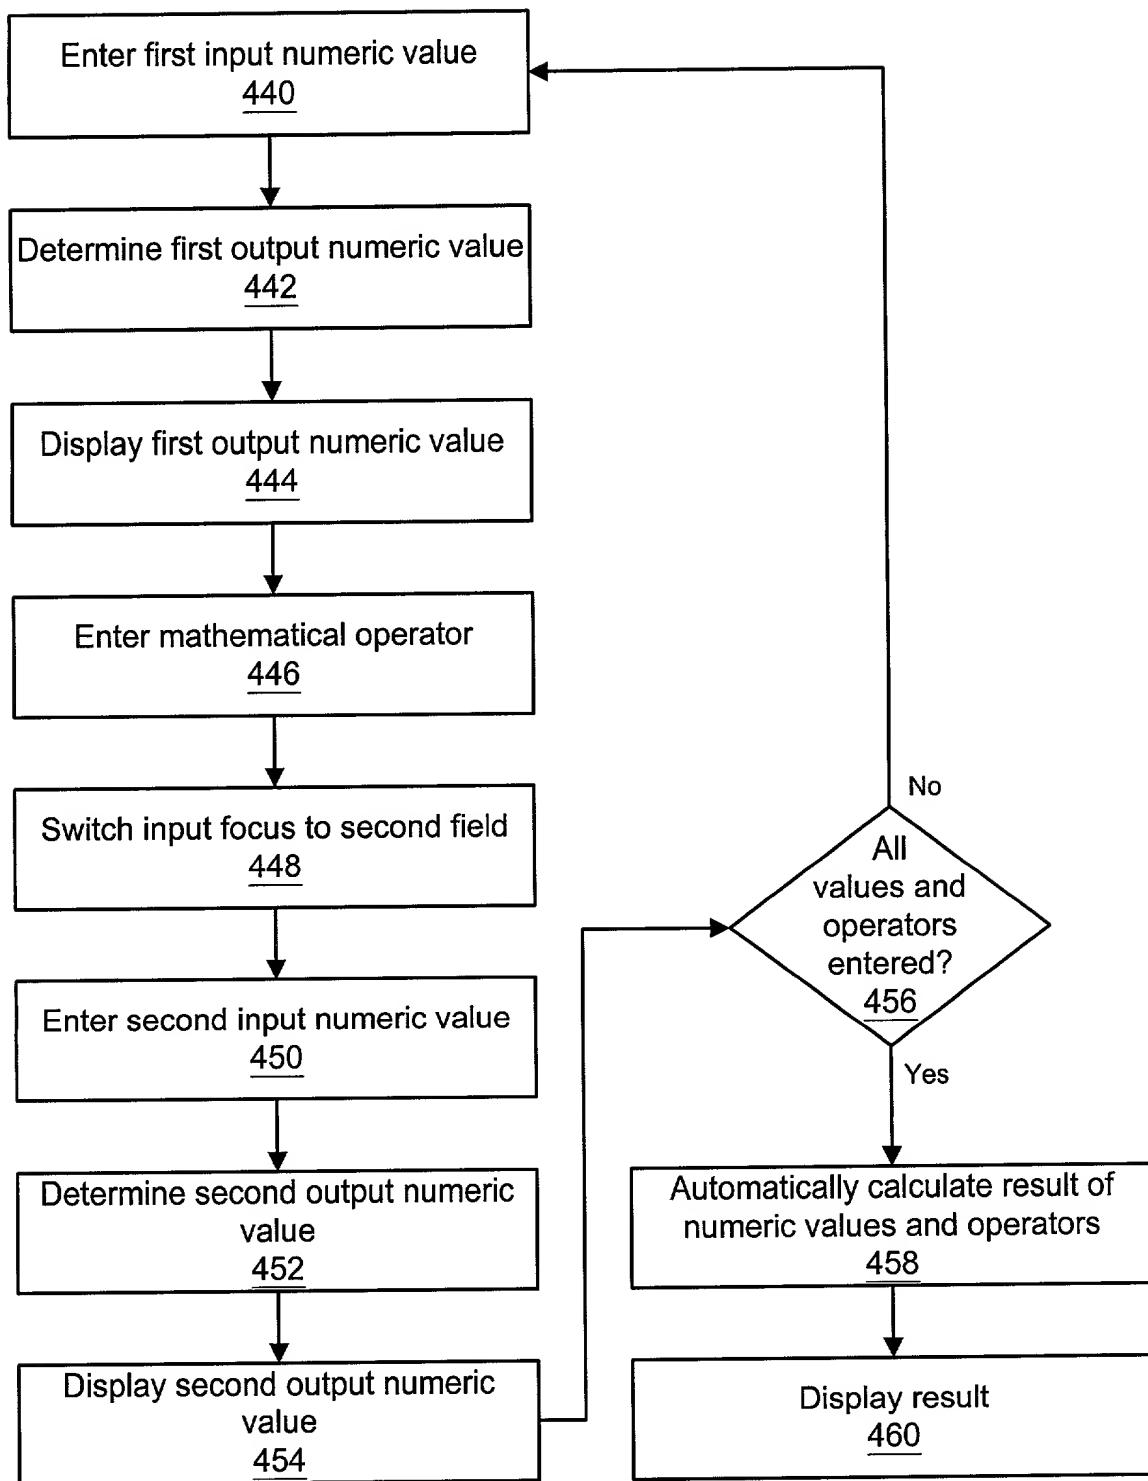 Enter first input numeric value
440
Determine first output numeric value
442
Display first output numeric value
444
Enter mathematical operator
446
Switch input focus to second field
448
Enter second input numeric value
450
Determine second output numeric
value
452
Display second output numeric
value
454
No
All
values and
operators
entered?
456
Yes
Automatically calculate result of
numeric values and operators
458
Display result
460